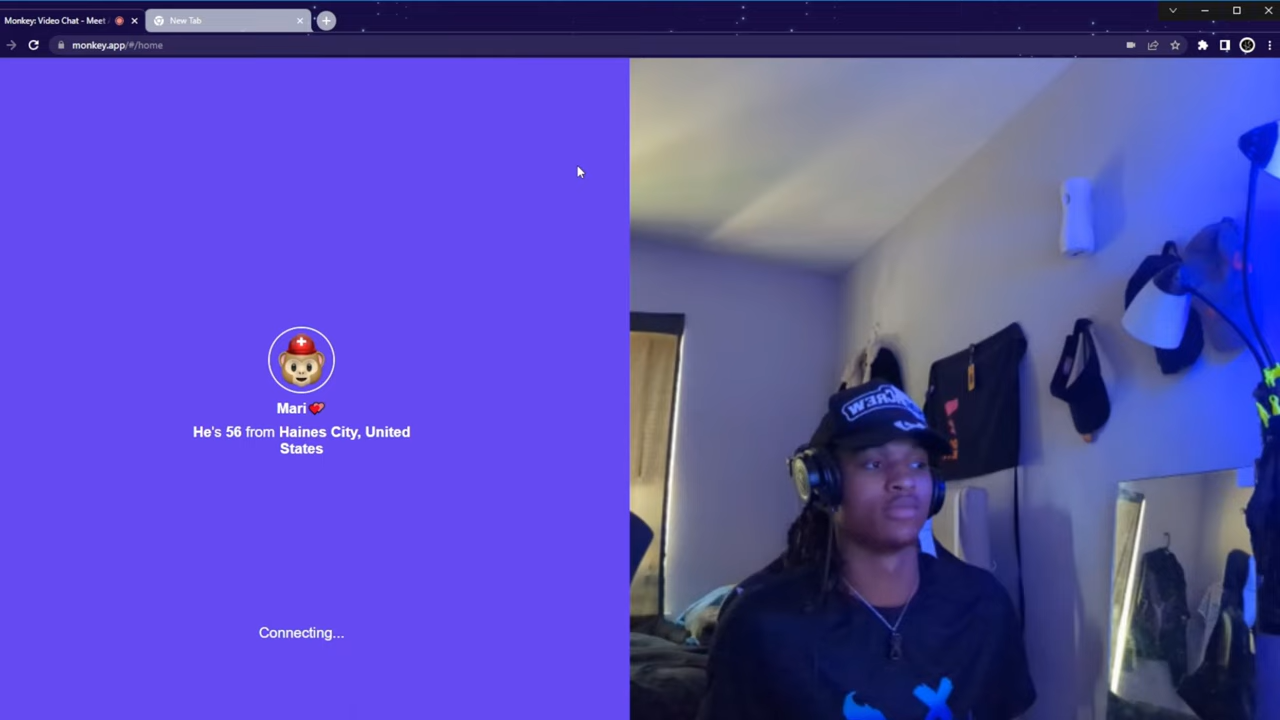 Monkey: Video Chat - Meet
New Tab
monkey.app/#/home
Mari
He's 56 from Haines City, United
States
Connecting...